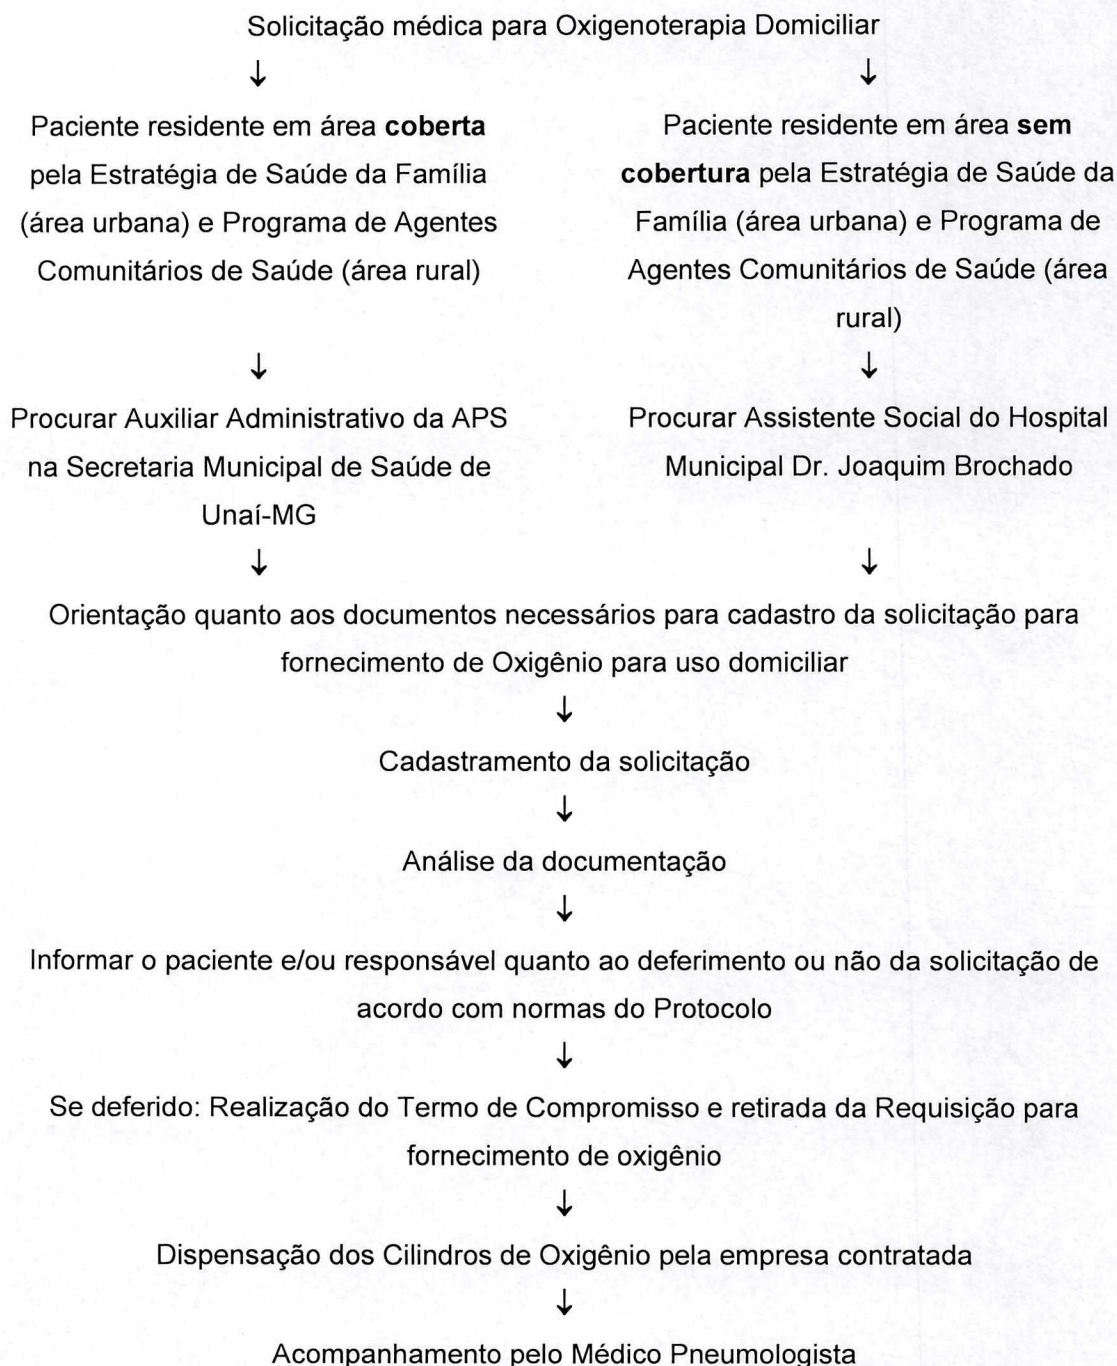 Solicitação médica para Oxigenoterapia Domiciliar
↓ ↓
Paciente residente em área coberta
pela Estratégia de Saúde da Família
(área urbana) e Programa de Agentes
Comunitários de Saúde (área rural)
Paciente residente em área sem
cobertura pela Estratégia de Saúde da
Família (área urbana) e Programa de
Agentes Comunitários de Saúde (área
rural)
↓ ↓
Procurar Auxiliar Administrativo da APS
na Secretaria Municipal de Saúde de
Unaí-MG
Procurar Assistente Social do Hospital
Municipal Dr. Joaquim Brochado
↓ ↓
Orientação quanto aos documentos necessários para cadastro da solicitação para
fornecimento de Oxigênio para uso domiciliar
↓
Cadastramento da solicitação
↓
Análise da documentação
↓
Informar o paciente e/ou responsável quanto ao deferimento ou não da solicitação de
acordo com normas do Protocolo
↓
Se deferido: Realização do Termo de Compromisso e retirada da Requisição para
fornecimento de oxigênio
↓
Dispensação dos Cilindros de Oxigênio pela empresa contratada
↓
Acompanhamento pelo Médico Pneumologista